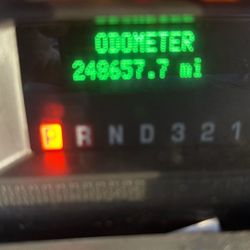 ODOMETER
248657.7 mi
P R N D 3 2 1